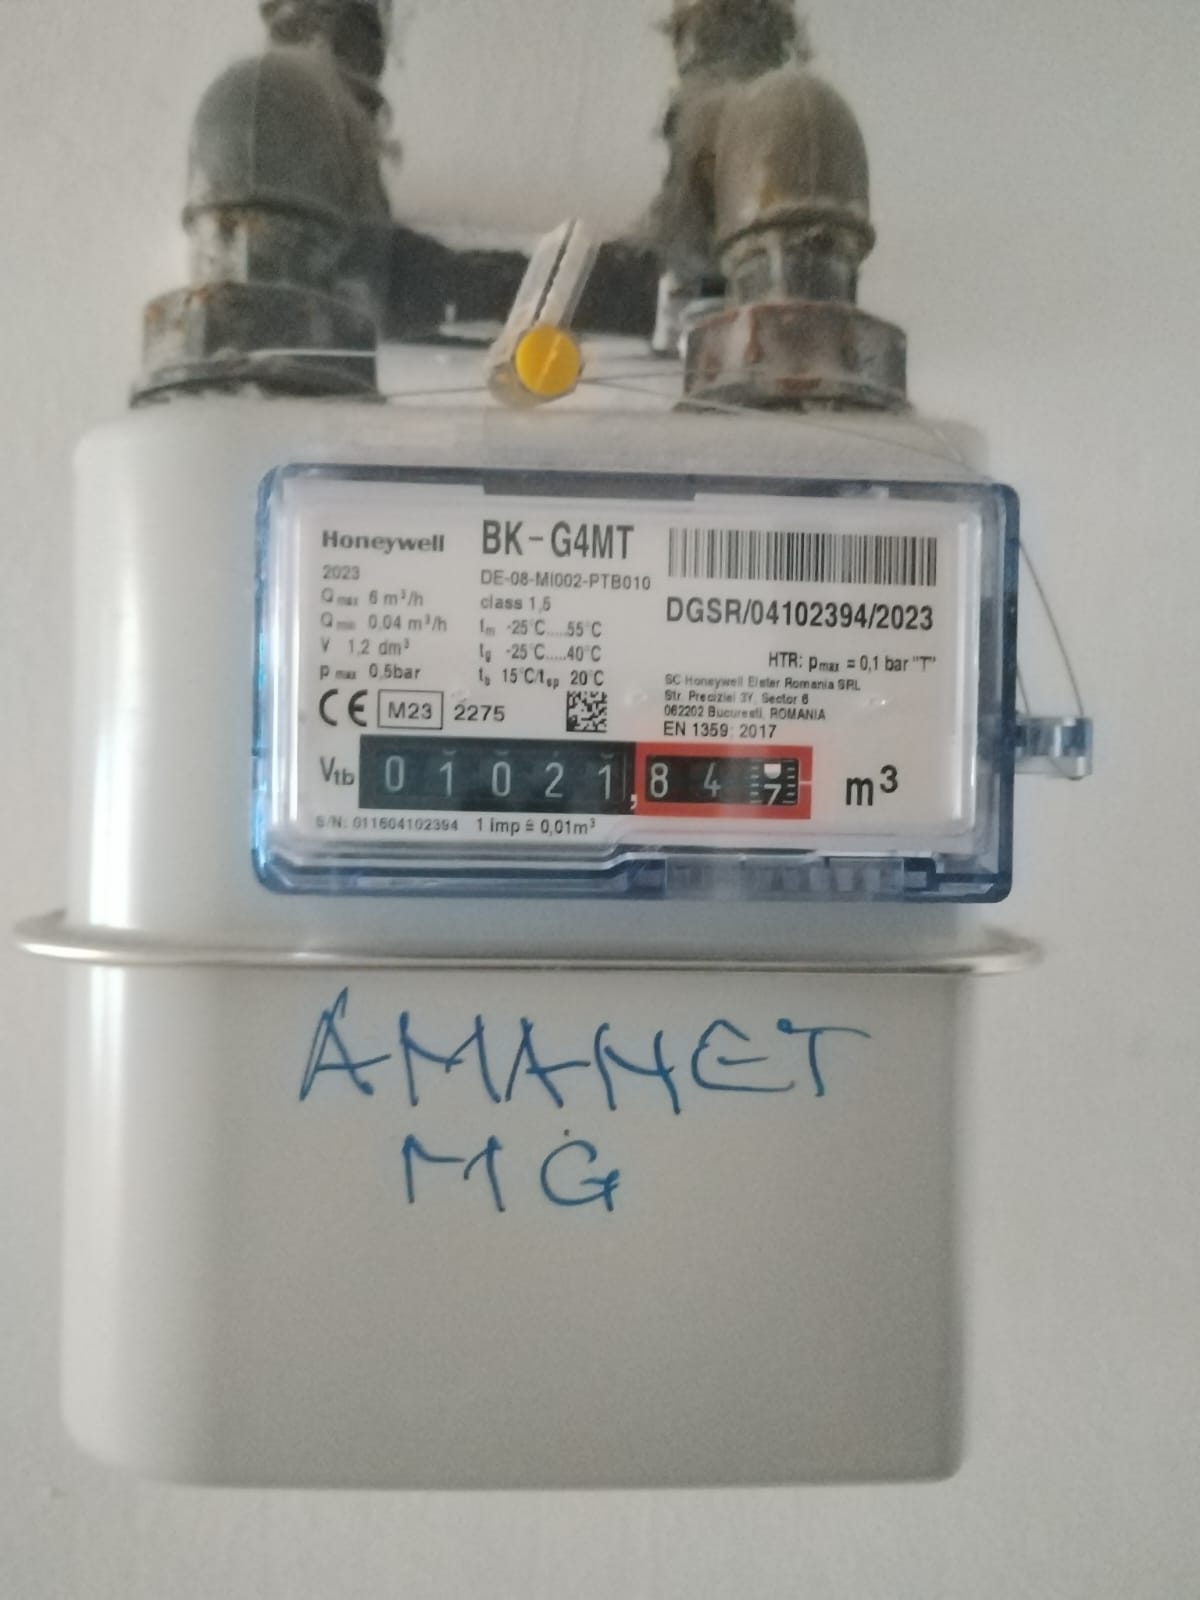 Honeywell
BK-G4MT
2023
DE-08-MI002-PTB010
Qmax 6 m³/h
class 1,5
DGSR/04102394/2023
Qmin 0,04 m³/h
tm -25°C.....55°C
V 1,2 dm³
tg -25°C.....40°C
HTR: pmax = 0,1 bar "T"
p max 0,5bar
tb 15°C/tsp 20°C
SC Honeywell Elster Romania SRL
Str. Preciziei 3Y, Sector 6
062202 Bucuresti, ROMANIA
CE M23 2275
EN 1359: 2017
Vtb 01021,847 m³
S/N: 011604102394 1 imp ≙ 0,01m³
AMANET
MG